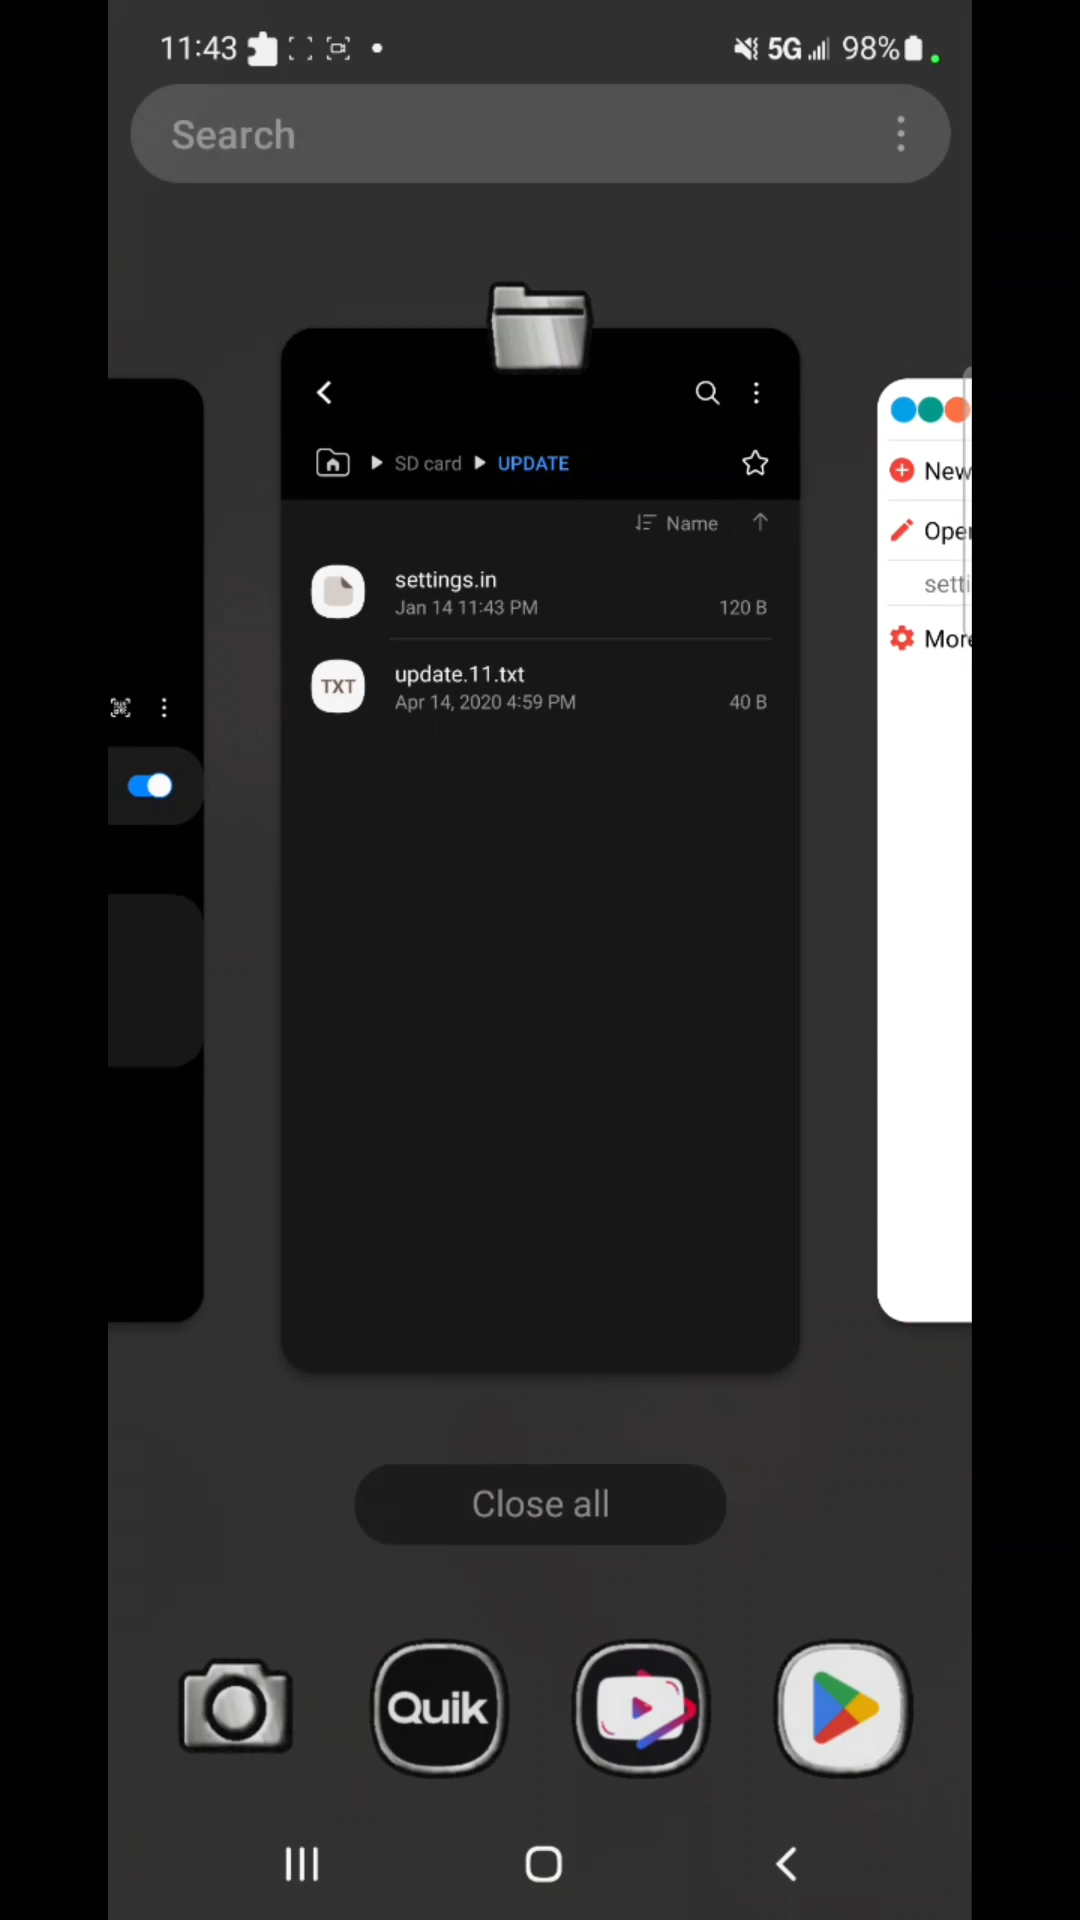 11:43 5G 98%
Search
SD card UPDATE
Name
settings.in
Jan 14 11:43 PM 120 B
TXT
update.11.txt
Apr 14, 2020 4:59 PM 40 B
New
Oper
setti
More
Close all
Quik